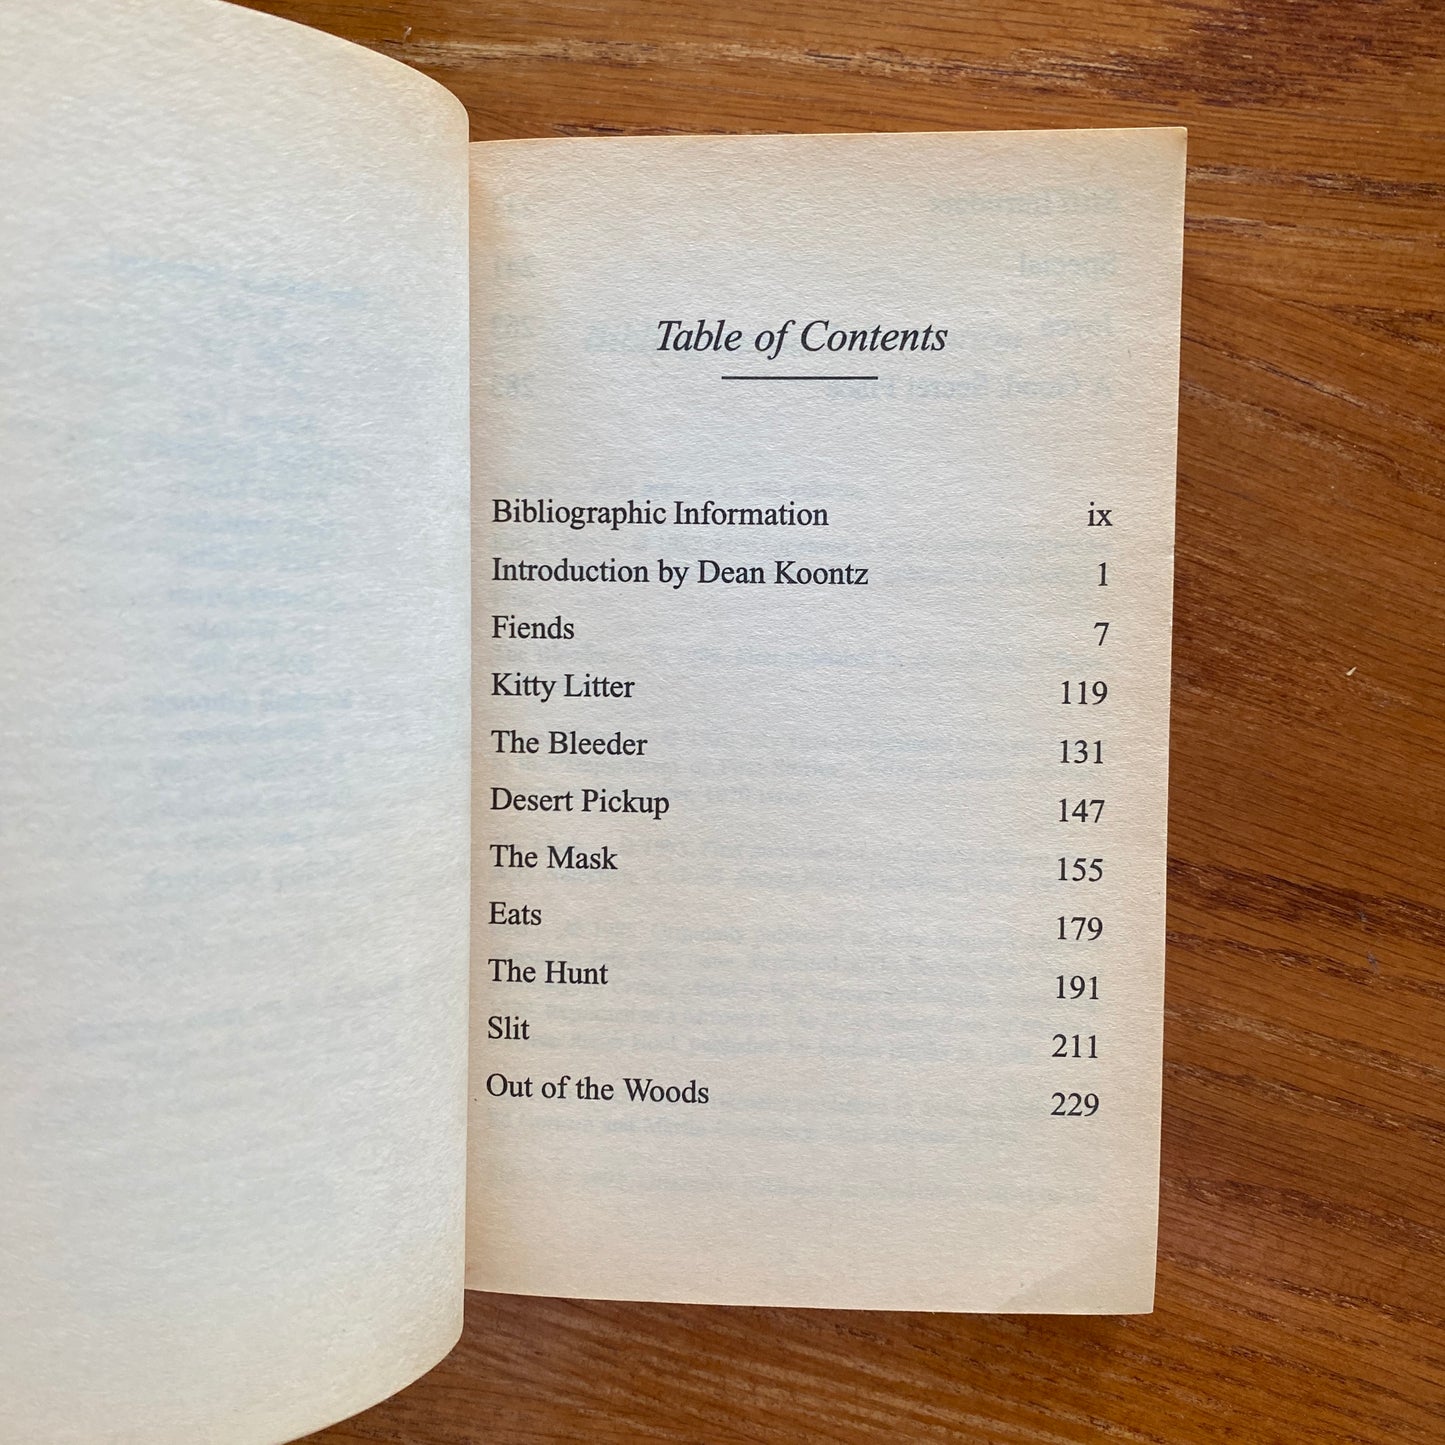 Table of Contents
Bibliographic Information ix
Introduction by Dean Koontz 1
Fiends 7
Kitty Litter 119
The Bleeder 131
Desert Pickup 147
The Mask 155
Eats 179
The Hunt 191
Slit 211
Out of the Woods 229